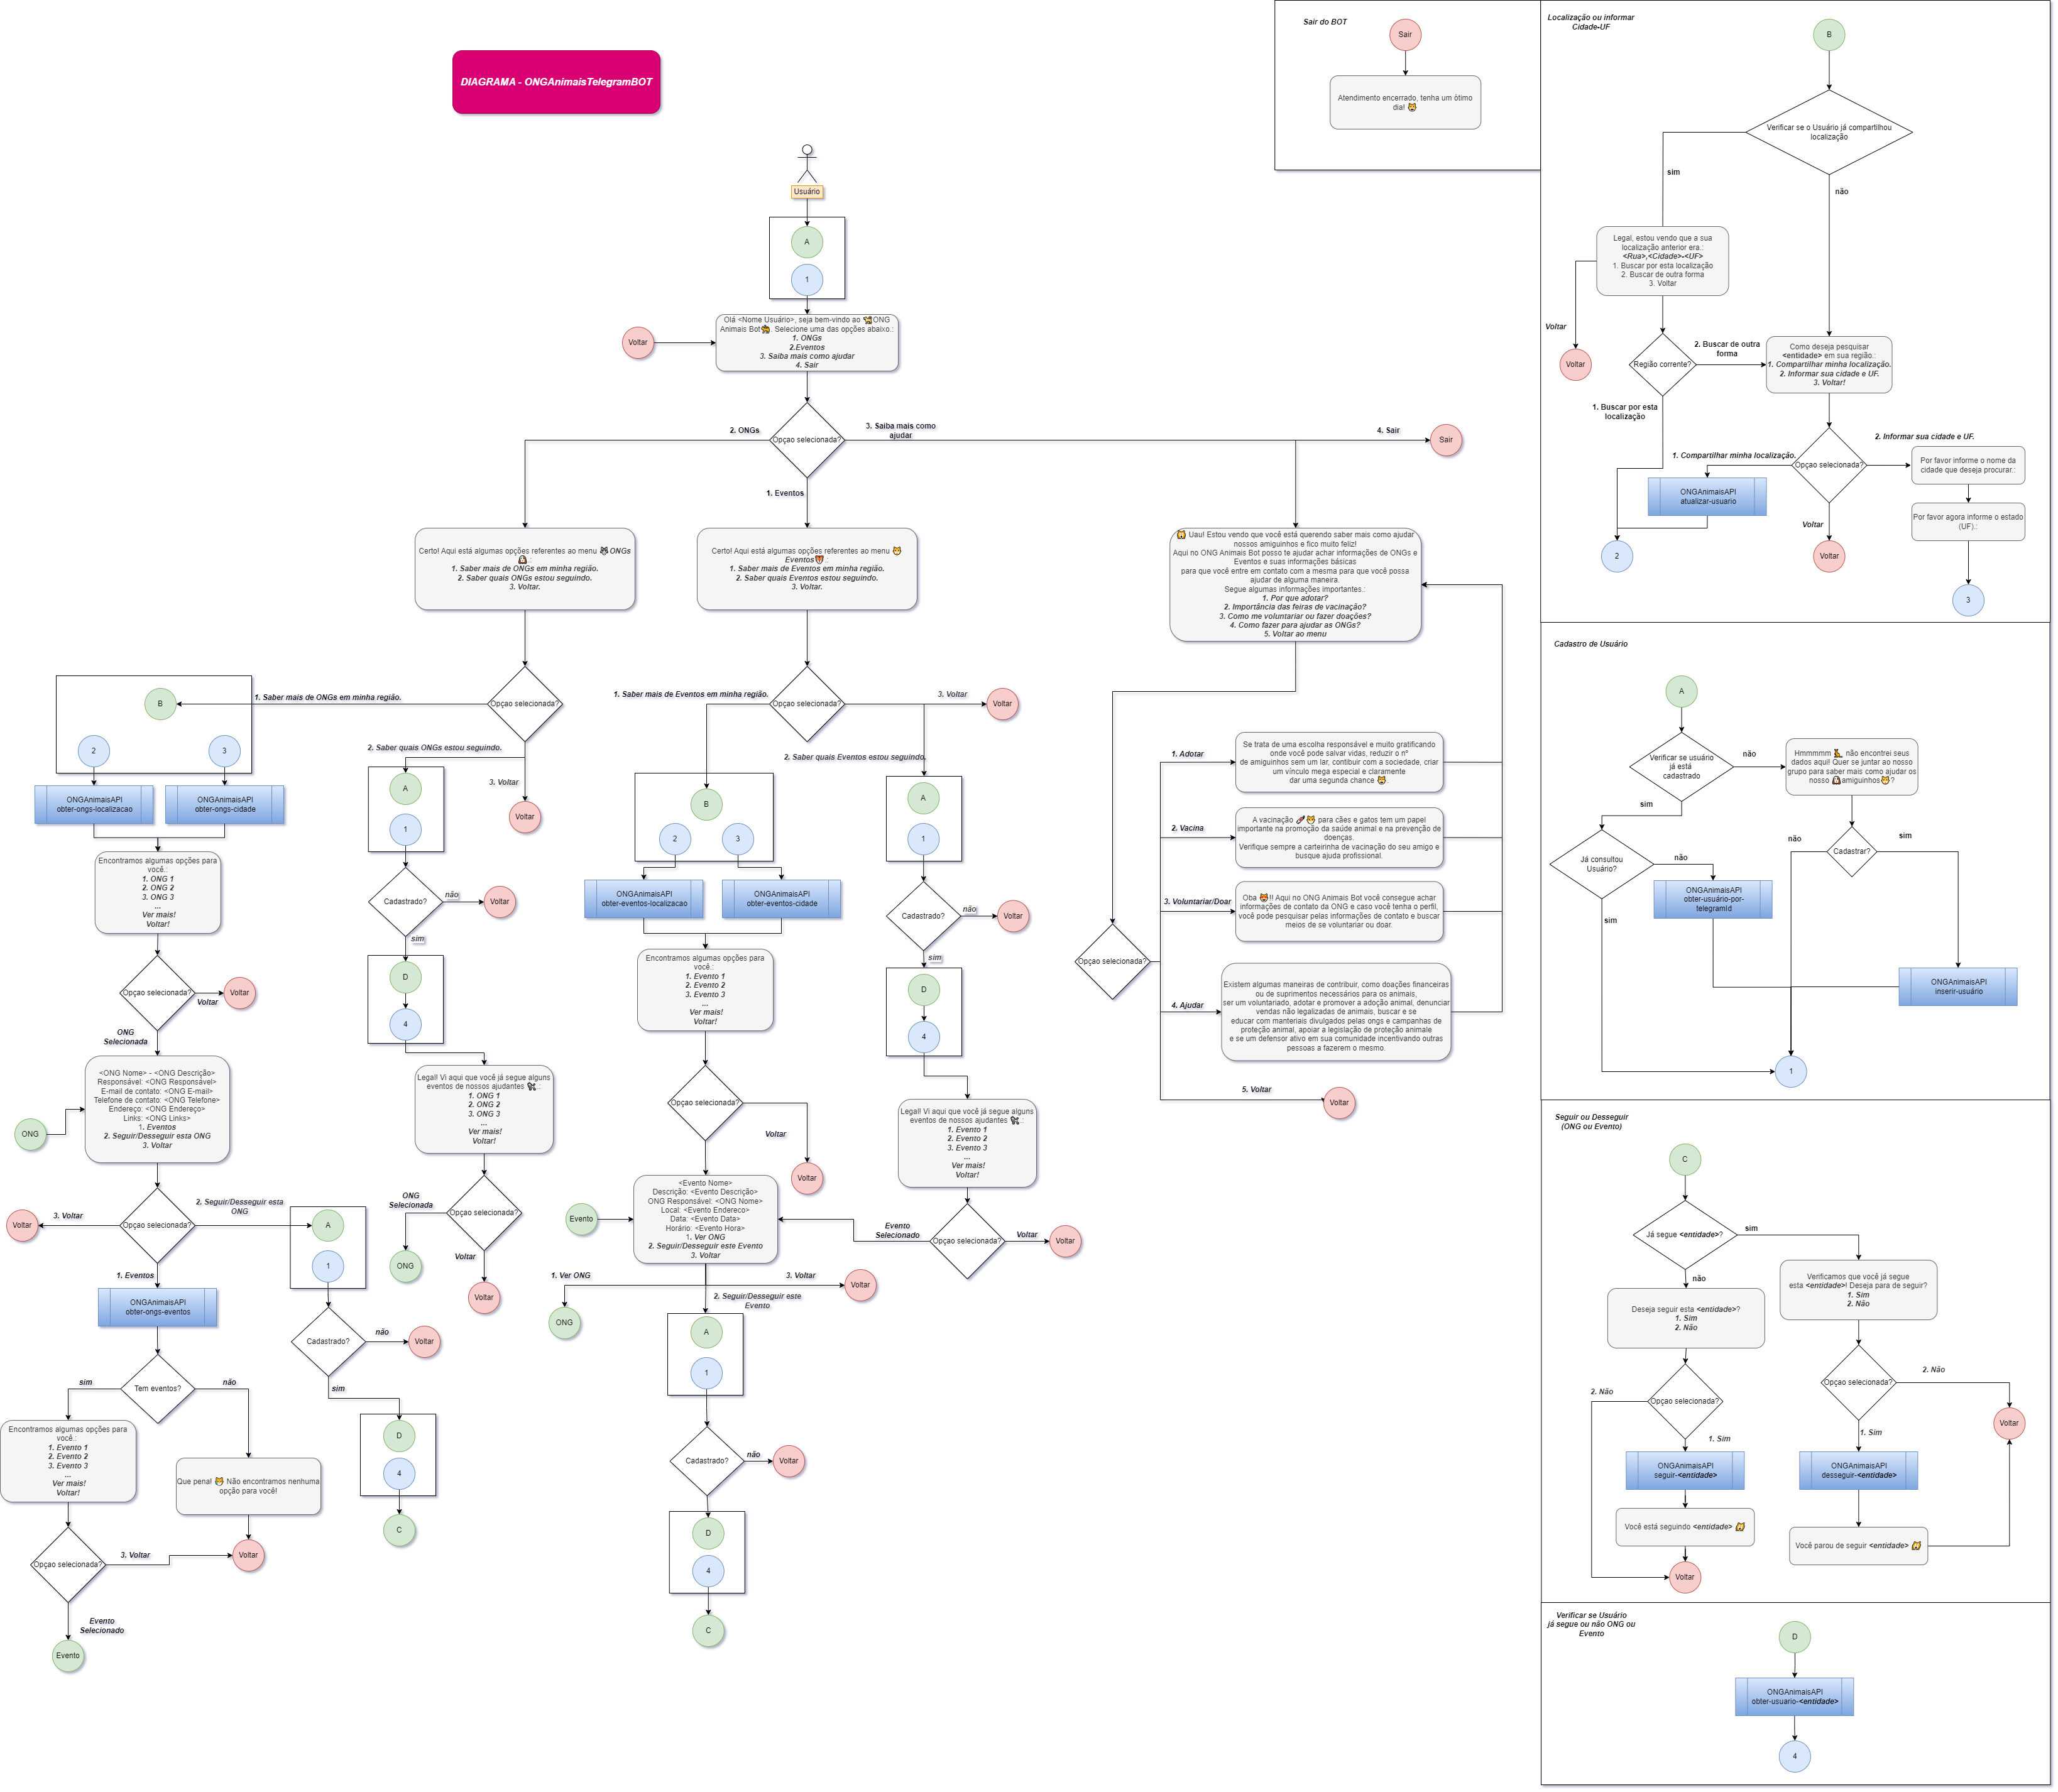 DIAGRAMA - ONGAnimaisTelegramBOT
Usuário
A
1
Voltar
Olá <Nome Usuário>, seja bem-vindo ao ONG
Animais Bot. Selecione uma das opções abaixo.:
1. ONGs
2.Eventos
3. Saiba mais como ajudar
4. Sair
Opçao selecionada?
2. ONGs
3. Saiba mais como
ajudar
4. Sair
Sair
1. Eventos
Certo! Aqui está algumas opções referentes ao menu ONGs
.:
1. Saber mais de ONGs em minha região.
2. Saber quais ONGs estou seguindo.
3. Voltar.
Certo! Aqui está algumas opções referentes ao menu
Eventos.:
1. Saber mais de Eventos em minha região.
2. Saber quais Eventos estou seguindo.
3. Voltar.
Uau! Estou vendo que você está querendo saber mais como ajudar
nossos amiguinhos e fico muito feliz!
Aqui no ONG Animais Bot posso te ajudar achar informações de ONGs e
Eventos e suas informações básicas
para que você entre em contato com a mesma para que você possa
ajudar de alguma maneira.
Segue algumas informações importantes.:
1. Por que adotar?
2. Importância das feiras de vacinação?
3. Como me voluntariar ou fazer doações?
4. Como fazer para ajudar as ONGs?
5. Voltar ao menu
Opçao selecionada?
1. Saber mais de ONGs em minha região.
B
2
3
ONGAnimaisAPI
obter-ongs-localizacao
ONGAnimaisAPI
obter-ongs-cidade
Encontramos algumas opções para
você.:
1. ONG 1
2. ONG 2
3. ONG 3
...
Ver mais!
Voltar!
Opçao selecionada?
Voltar
Voltar
ONG
Selecionada
ONG
<ONG Nome> - <ONG Descrição>
Responsável: <ONG Responsável>
E-mail de contato: <ONG E-mail>
Telefone de contato: <ONG Telefone>
Endereço: <ONG Endereço>
Links: <ONG Links>
1. Eventos
2. Seguir/Desseguir esta ONG
3. Voltar
Opçao selecionada?
3. Voltar
Voltar
2. Seguir/Desseguir esta
ONG
A
1
Cadastrado?
não
Voltar
sim
D
4
C
1. Eventos
ONGAnimaisAPI
obter-ongs-eventos
Tem eventos?
sim
não
Encontramos algumas opções para
você.:
1. Evento 1
2. Evento 2
3. Evento 3
...
Ver mais!
Voltar!
Que pena! Não encontramos nenhuma
opção para você!
Opçao selecionada?
3. Voltar
Voltar
Evento
Selecionado
Evento
2. Saber quais ONGs estou seguindo.
3. Voltar
Voltar
A
1
Cadastrado?
não
Voltar
sim
D
4
Legal! Vi aqui que você já segue alguns
eventos de nossos ajudantes .:
1. ONG 1
2. ONG 2
3. ONG 3
...
Ver mais!
Voltar!
Opçao selecionada?
ONG
Selecionada
ONG
Voltar
Voltar
Opçao selecionada?
1. Saber mais de Eventos em minha região.
3. Voltar
Voltar
2. Saber quais Eventos estou seguindo.
B
2
3
ONGAnimaisAPI
obter-eventos-localizacao
ONGAnimaisAPI
obter-eventos-cidade
Encontramos algumas opções para
você.:
1. Evento 1
2. Evento 2
3. Evento 3
...
Ver mais!
Voltar!
Opçao selecionada?
Voltar
Voltar
Evento
<Evento Nome>
Descrição: <Evento Descrição>
ONG Responsável: <ONG Nome>
Local: <Evento Endereco>
Data: <Evento Data>
Horário: <Evento Hora>
1. Ver ONG
2. Seguir/Desseguir este Evento
3. Voltar
1. Ver ONG
ONG
3. Voltar
Voltar
2. Seguir/Desseguir este
Evento
A
1
Cadastrado?
não
Voltar
D
4
C
A
1
Cadastrado?
não
Voltar
sim
D
4
Legal! Vi aqui que você já segue alguns
eventos de nossos ajudantes .:
1. Evento 1
2. Evento 2
3. Evento 3
...
Ver mais!
Voltar!
Opçao selecionada?
Evento
Selecionado
Voltar
Voltar
Opçao selecionada?
1. Adotar
Se trata de uma escolha responsável e muito gratificando
onde você pode salvar vidas, reduzir o n°
de amiguinhos sem um lar, contibuir com a sociedade, criar
um vínculo mega especial e claramente
dar uma segunda chance .
2. Vacina
A vacinação para cães e gatos tem um papel
importante na promoção da saúde animal e na prevenção de
doenças.
Verifique sempre a carteirinha de vacinação do seu amigo e
busque ajuda profissional.
3. Voluntariar/Doar
Oba !! Aqui no ONG Animais Bot você consegue achar
informações de contato da ONG e caso você tenha o perfil,
você pode pesquisar pelas informações de contato e buscar
meios de se voluntariar ou doar.
4. Ajudar
Existem algumas maneiras de contribuir, como doações financeiras
ou de suprimentos necessários para os animais,
ser um voluntariado, adotar e promover a adoção animal, denunciar
vendas não legalizadas de animais, buscar e se
educar com manteriais divulgados pelas ongs e campanhas de
proteção animal, apoiar a legislação de proteção animale
e se um defensor ativo em sua comunidade incentivando outras
pessoas a fazerem o mesmo.
5. Voltar
Voltar
Sair do BOT
Sair
Atendimento encerrado, tenha um ótimo
dia!
Localização ou informar
Cidade-UF
B
Verificar se o Usuário já compartilhou
localização
sim
não
Legal, estou vendo que a sua
localização anterior era.:
<Rua>,<Cidade>-<UF>
1. Buscar por esta localização
2. Buscar de outra forma
3. Voltar
Voltar
Voltar
Região corrente?
2. Buscar de outra
forma
1. Buscar por esta
localização
Como deseja pesquisar
<entidade> em sua região.:
1. Compartilhar minha localização.
2. Informar sua cidade e UF.
3. Voltar!
Opçao selecionada?
1. Compartilhar minha localização.
2. Informar sua cidade e UF.
ONGAnimaisAPI
atualizar-usuario
2
Voltar
Voltar
Por favor informe o nome da
cidade que deseja procurar.:
Por favor agora informe o estado
(UF).:
3
Cadastro de Usuário
A
Verificar se usuário
já está
cadastrado
não
sim
Hmmmmm não encontrei seus
dados aqui! Quer se juntar ao nosso
grupo para saber mais como ajudar os
nosso amiguinhos?
Já consultou
Usuário?
não
sim
ONGAnimaisAPI
obter-usuário-por-
telegramId
Cadastrar?
não
sim
ONGAnimaisAPI
inserir-usuário
1
Seguir ou Desseguir
(ONG ou Evento)
C
Já segue <entidade>?
sim
não
Deseja seguir esta <entidade>?
1. Sim
2. Não
Verificamos que você já segue
esta <entidade>! Deseja para de seguir?
1. Sim
2. Não
Opçao selecionada?
2. Não
1. Sim
ONGAnimaisAPI
seguir-<entidade>
Você está seguindo <entidade>
Voltar
Opçao selecionada?
2. Não
1. Sim
ONGAnimaisAPI
desseguir-<entidade>
Você parou de seguir <entidade>
Voltar
Verificar se Usuário
já segue ou não ONG ou
Evento
D
ONGAnimaisAPI
obter-usuario-<entidade>
4